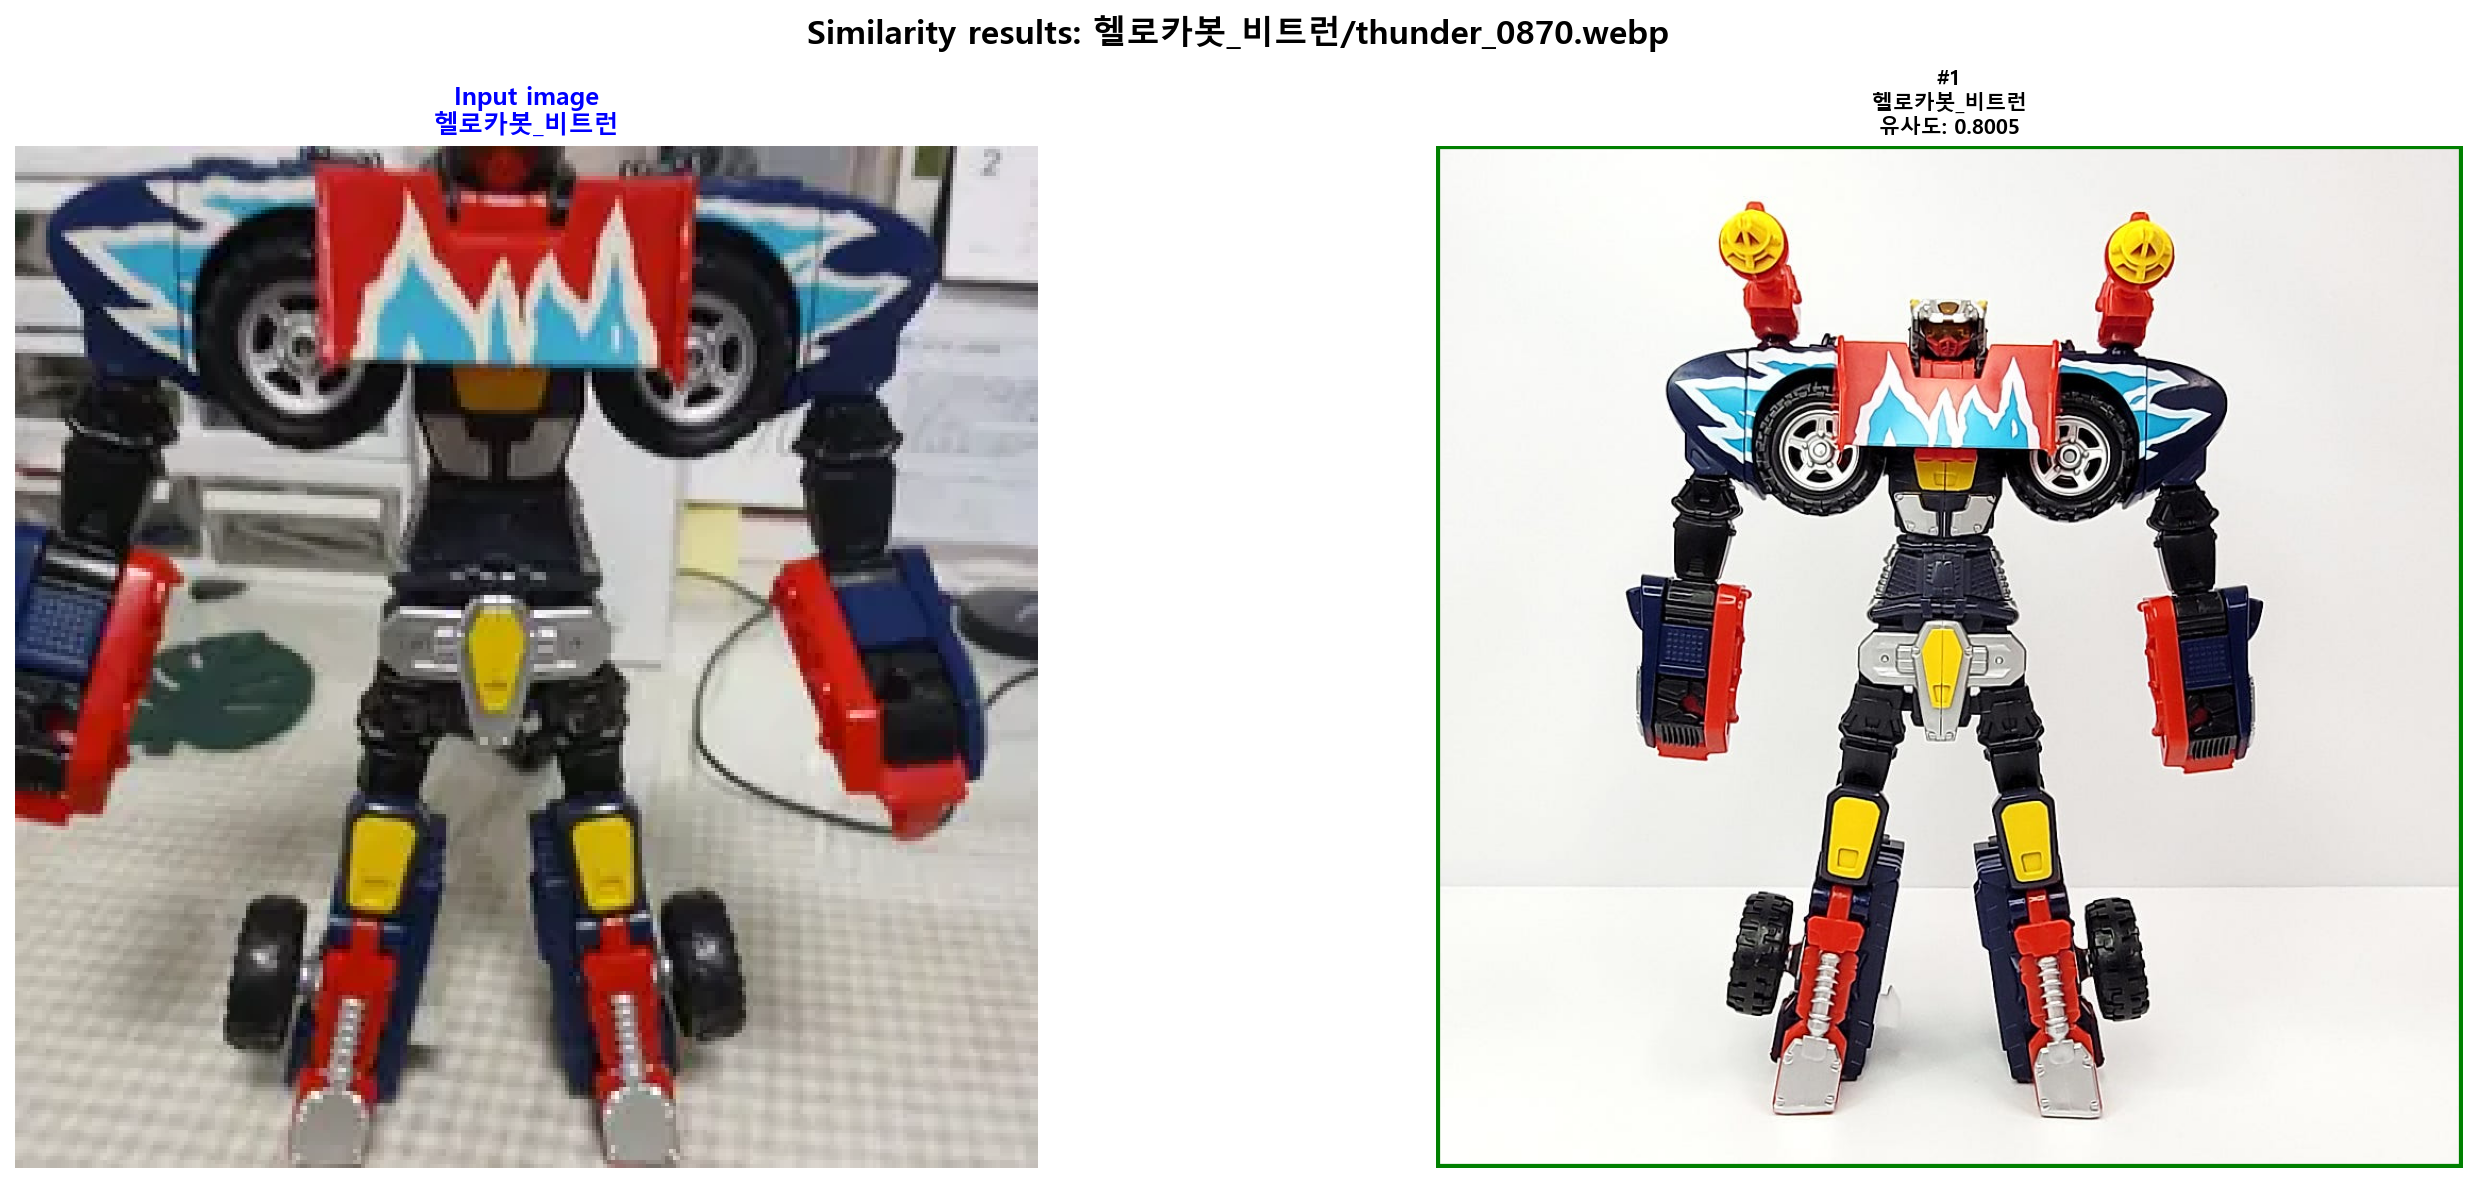 Similarity results: 헬로카봇_비트런/thunder_0870.webp
Input image
헬로카봇_비트런
#1
헬로카봇_비트런
유사도: 0.8005
2